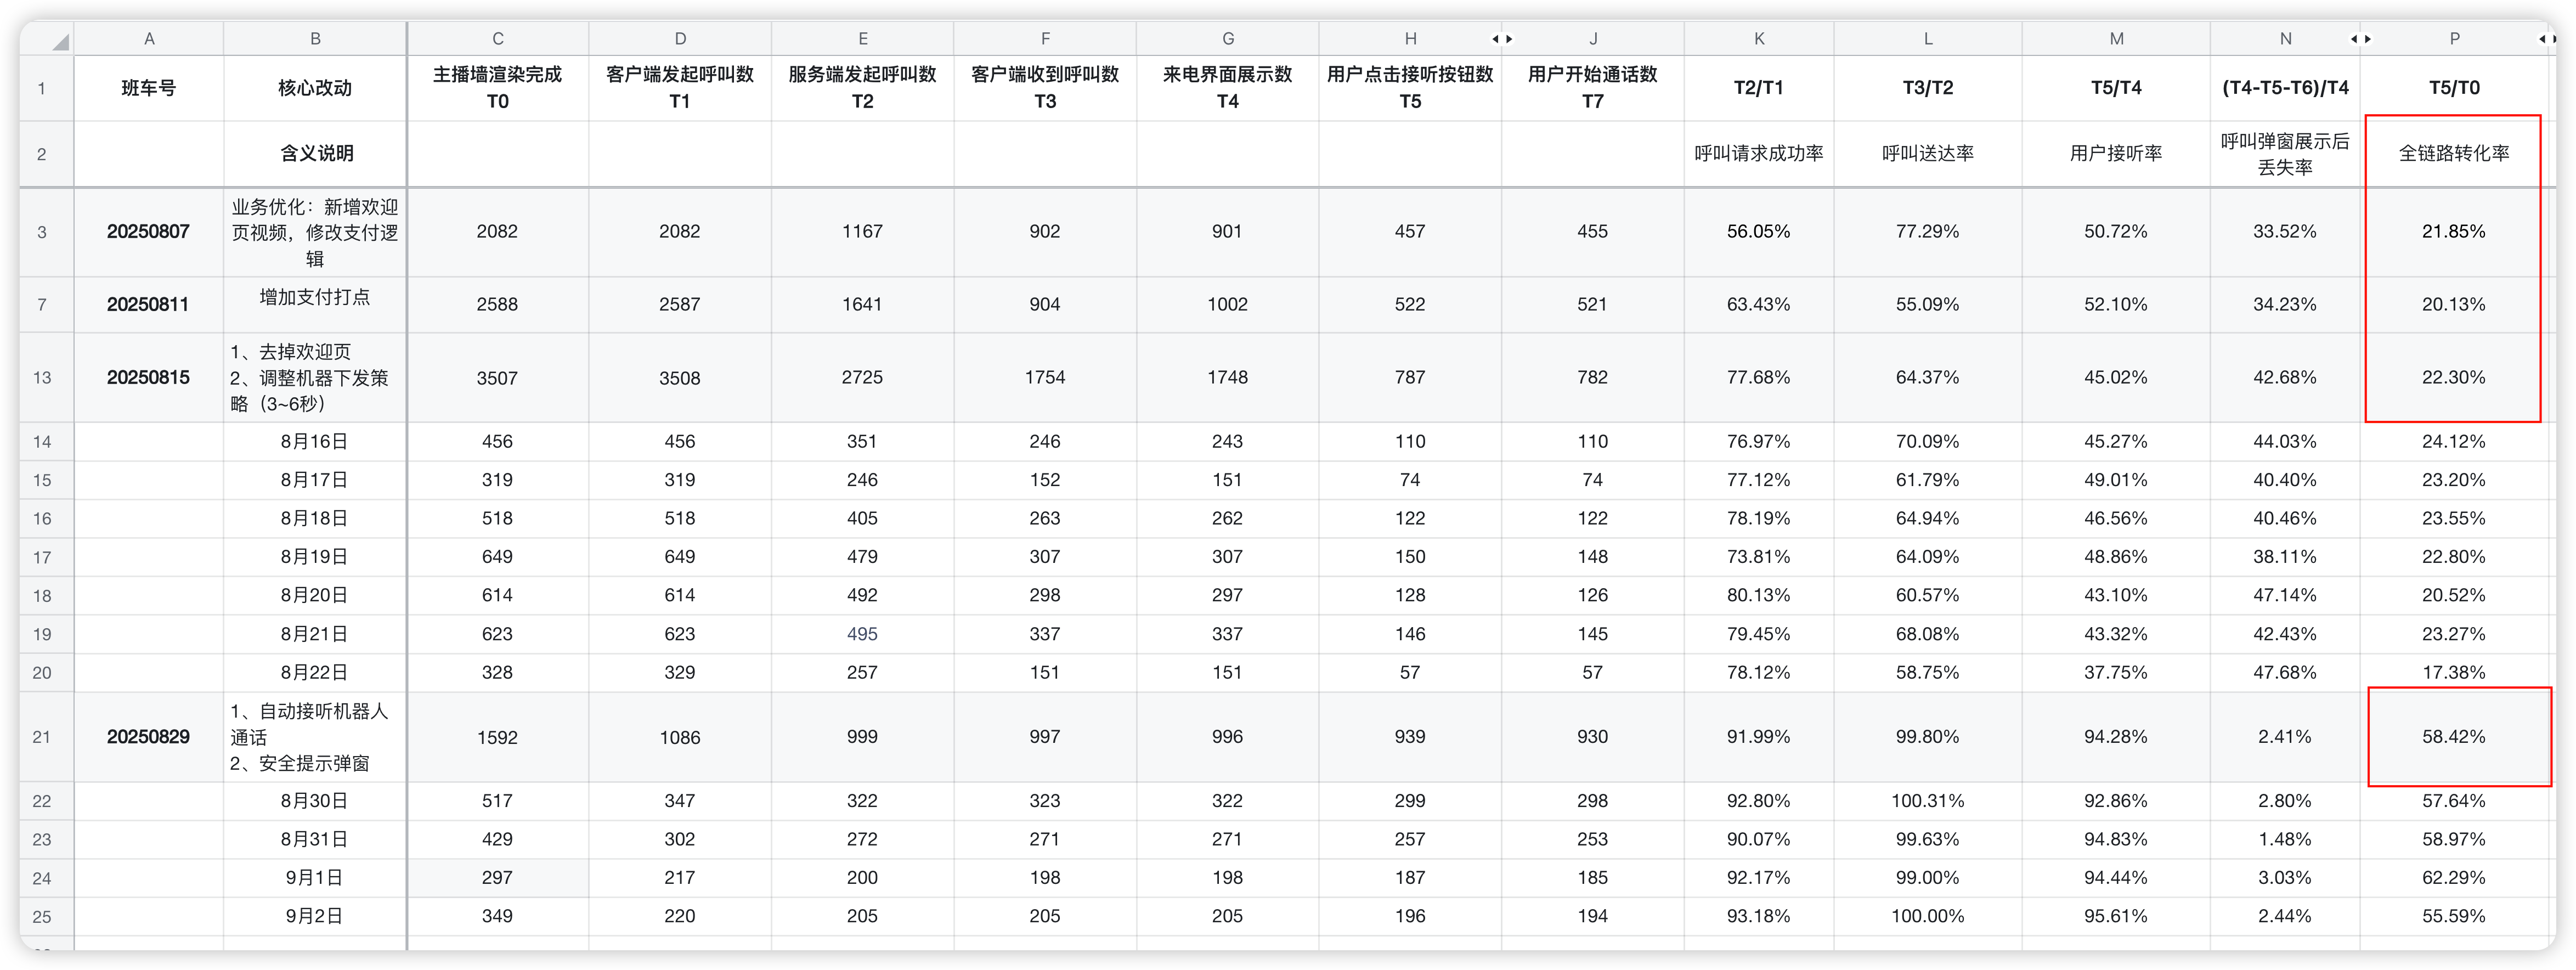 A B C D E F G H J K L M N P
1 班车号 核心改动 主播墙渲染完成 T0 客户端发起呼叫数 T1 服务端发起呼叫数 T2 客户端收到呼叫数 T3 来电界面展示数 T4 用户点击接听按钮数 T5 用户开始通话数 T7 T2/T1 T3/T2 T5/T4 (T4-T5-T6)/T4 T5/T0
2 含义说明 呼叫请求成功率 呼叫送达率 用户接听率 呼叫弹窗展示后丢失率 全链路转化率
3 20250807 业务优化：新增欢迎页视频，修改支付逻辑 2082 2082 1167 902 901 457 455 56.05% 77.29% 50.72% 33.52% 21.85%
7 20250811 增加支付打点 2588 2587 1641 904 1002 522 521 63.43% 55.09% 52.10% 34.23% 20.13%
13 20250815 1、去掉欢迎页 2、调整机器下发策略（3~6秒） 3507 3508 2725 1754 1748 787 782 77.68% 64.37% 45.02% 42.68% 22.30%
14 8月16日 456 456 351 246 243 110 110 76.97% 70.09% 45.27% 44.03% 24.12%
15 8月17日 319 319 246 152 151 74 74 77.12% 61.79% 49.01% 40.40% 23.20%
16 8月18日 518 518 405 263 262 122 122 78.19% 64.94% 46.56% 40.46% 23.55%
17 8月19日 649 649 479 307 307 150 148 73.81% 64.09% 48.86% 38.11% 22.80%
18 8月20日 614 614 492 298 297 128 126 80.13% 60.57% 43.10% 47.14% 20.52%
19 8月21日 623 623 495 337 337 146 145 79.45% 68.08% 43.32% 42.43% 23.27%
20 8月22日 328 329 257 151 151 57 57 78.12% 58.75% 37.75% 47.68% 17.38%
21 20250829 1、自动接听机器人通话 2、安全提示弹窗 1592 1086 999 997 996 939 930 91.99% 99.80% 94.28% 2.41% 58.42%
22 8月30日 517 347 322 323 322 299 298 92.80% 100.31% 92.86% 2.80% 57.64%
23 8月31日 429 302 272 271 271 257 253 90.07% 99.63% 94.83% 1.48% 58.97%
24 9月1日 297 217 200 198 198 187 185 92.17% 99.00% 94.44% 3.03% 62.29%
25 9月2日 349 220 205 205 205 196 194 93.18% 100.00% 95.61% 2.44% 55.59%